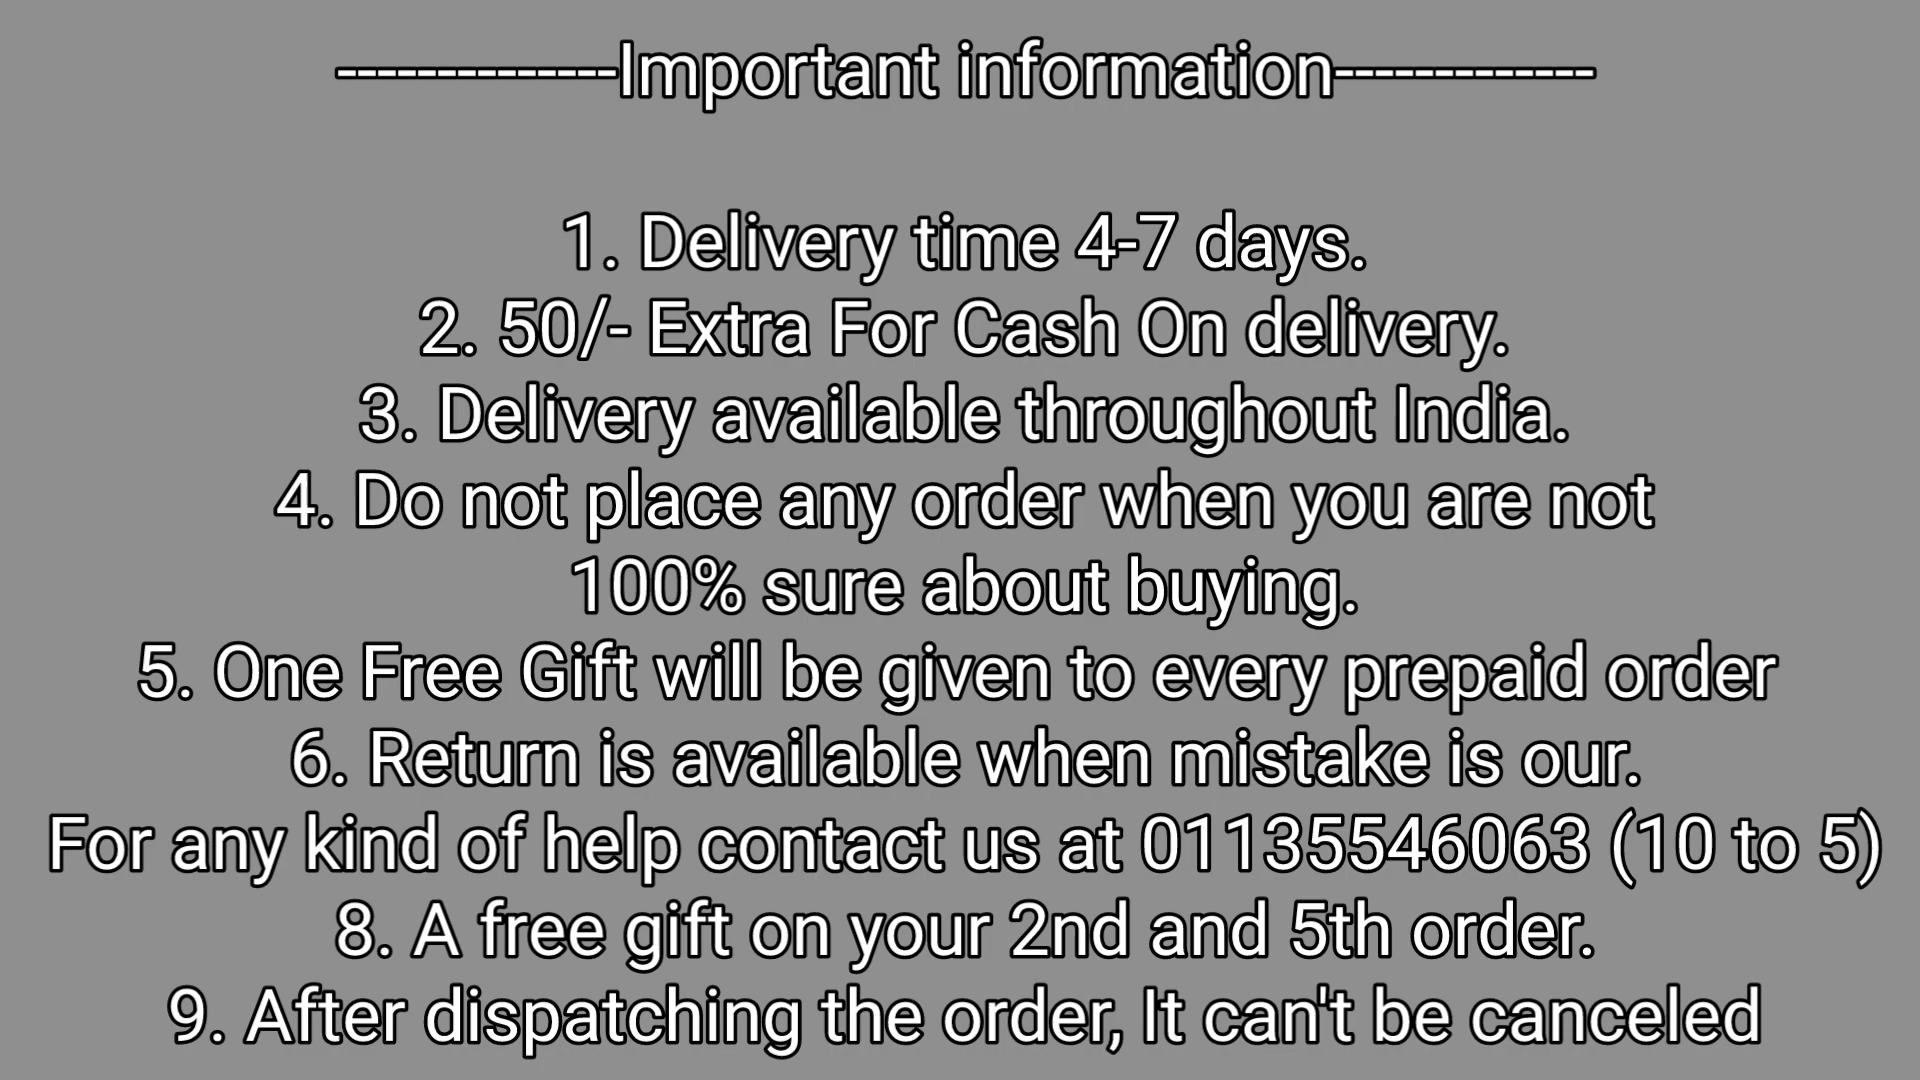 --------------Important information-------------
1. Delivery time 4-7 days.
2. 50/- Extra For Cash On delivery.
3. Delivery available throughout India.
4. Do not place any order when you are not
100% sure about buying.
5. One Free Gift will be given to every prepaid order
6. Return is available when mistake is our.
For any kind of help contact us at 01135546063 (10 to 5)
8. A free gift on your 2nd and 5th order.
9. After dispatching the order, It can't be canceled